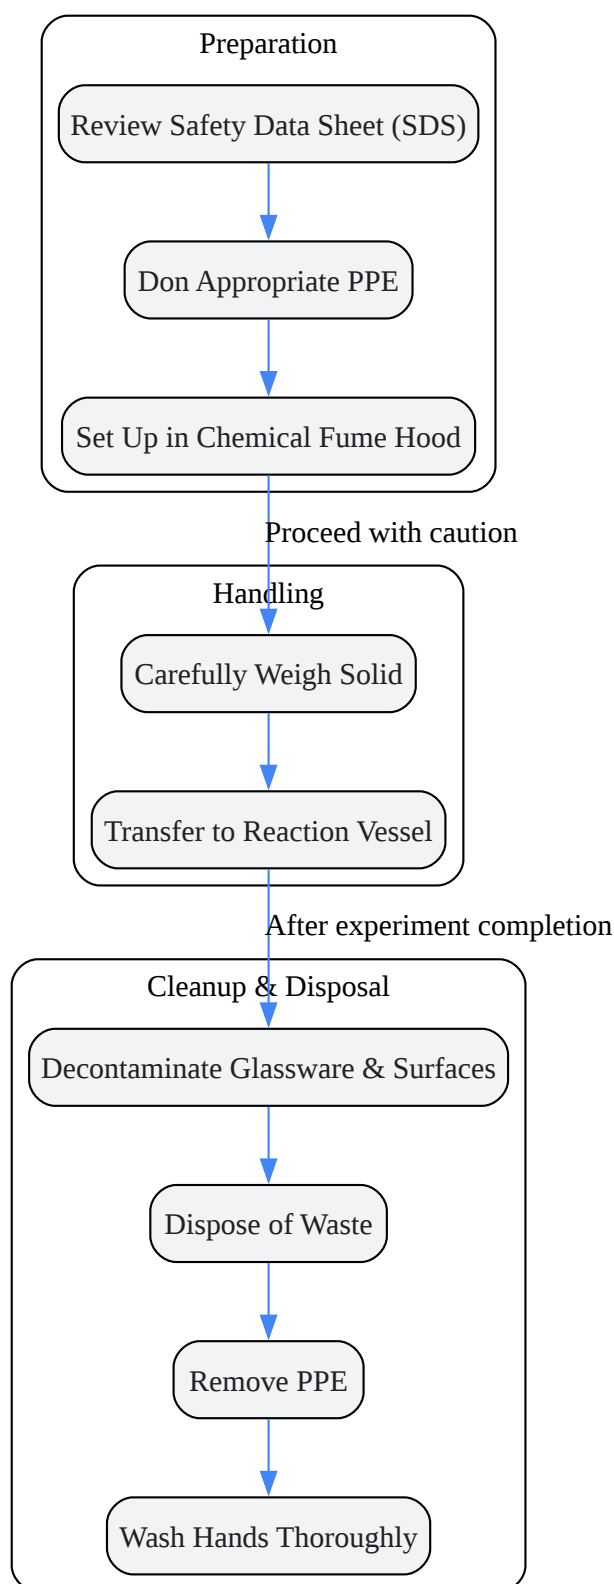 Preparation
Review Safety Data Sheet (SDS)
Don Appropriate PPE
Set Up in Chemical Fume Hood
Proceed with caution
Handling
Carefully Weigh Solid
Transfer to Reaction Vessel
After experiment completion
Cleanup & Disposal
Decontaminate Glassware & Surfaces
Dispose of Waste
Remove PPE
Wash Hands Thoroughly